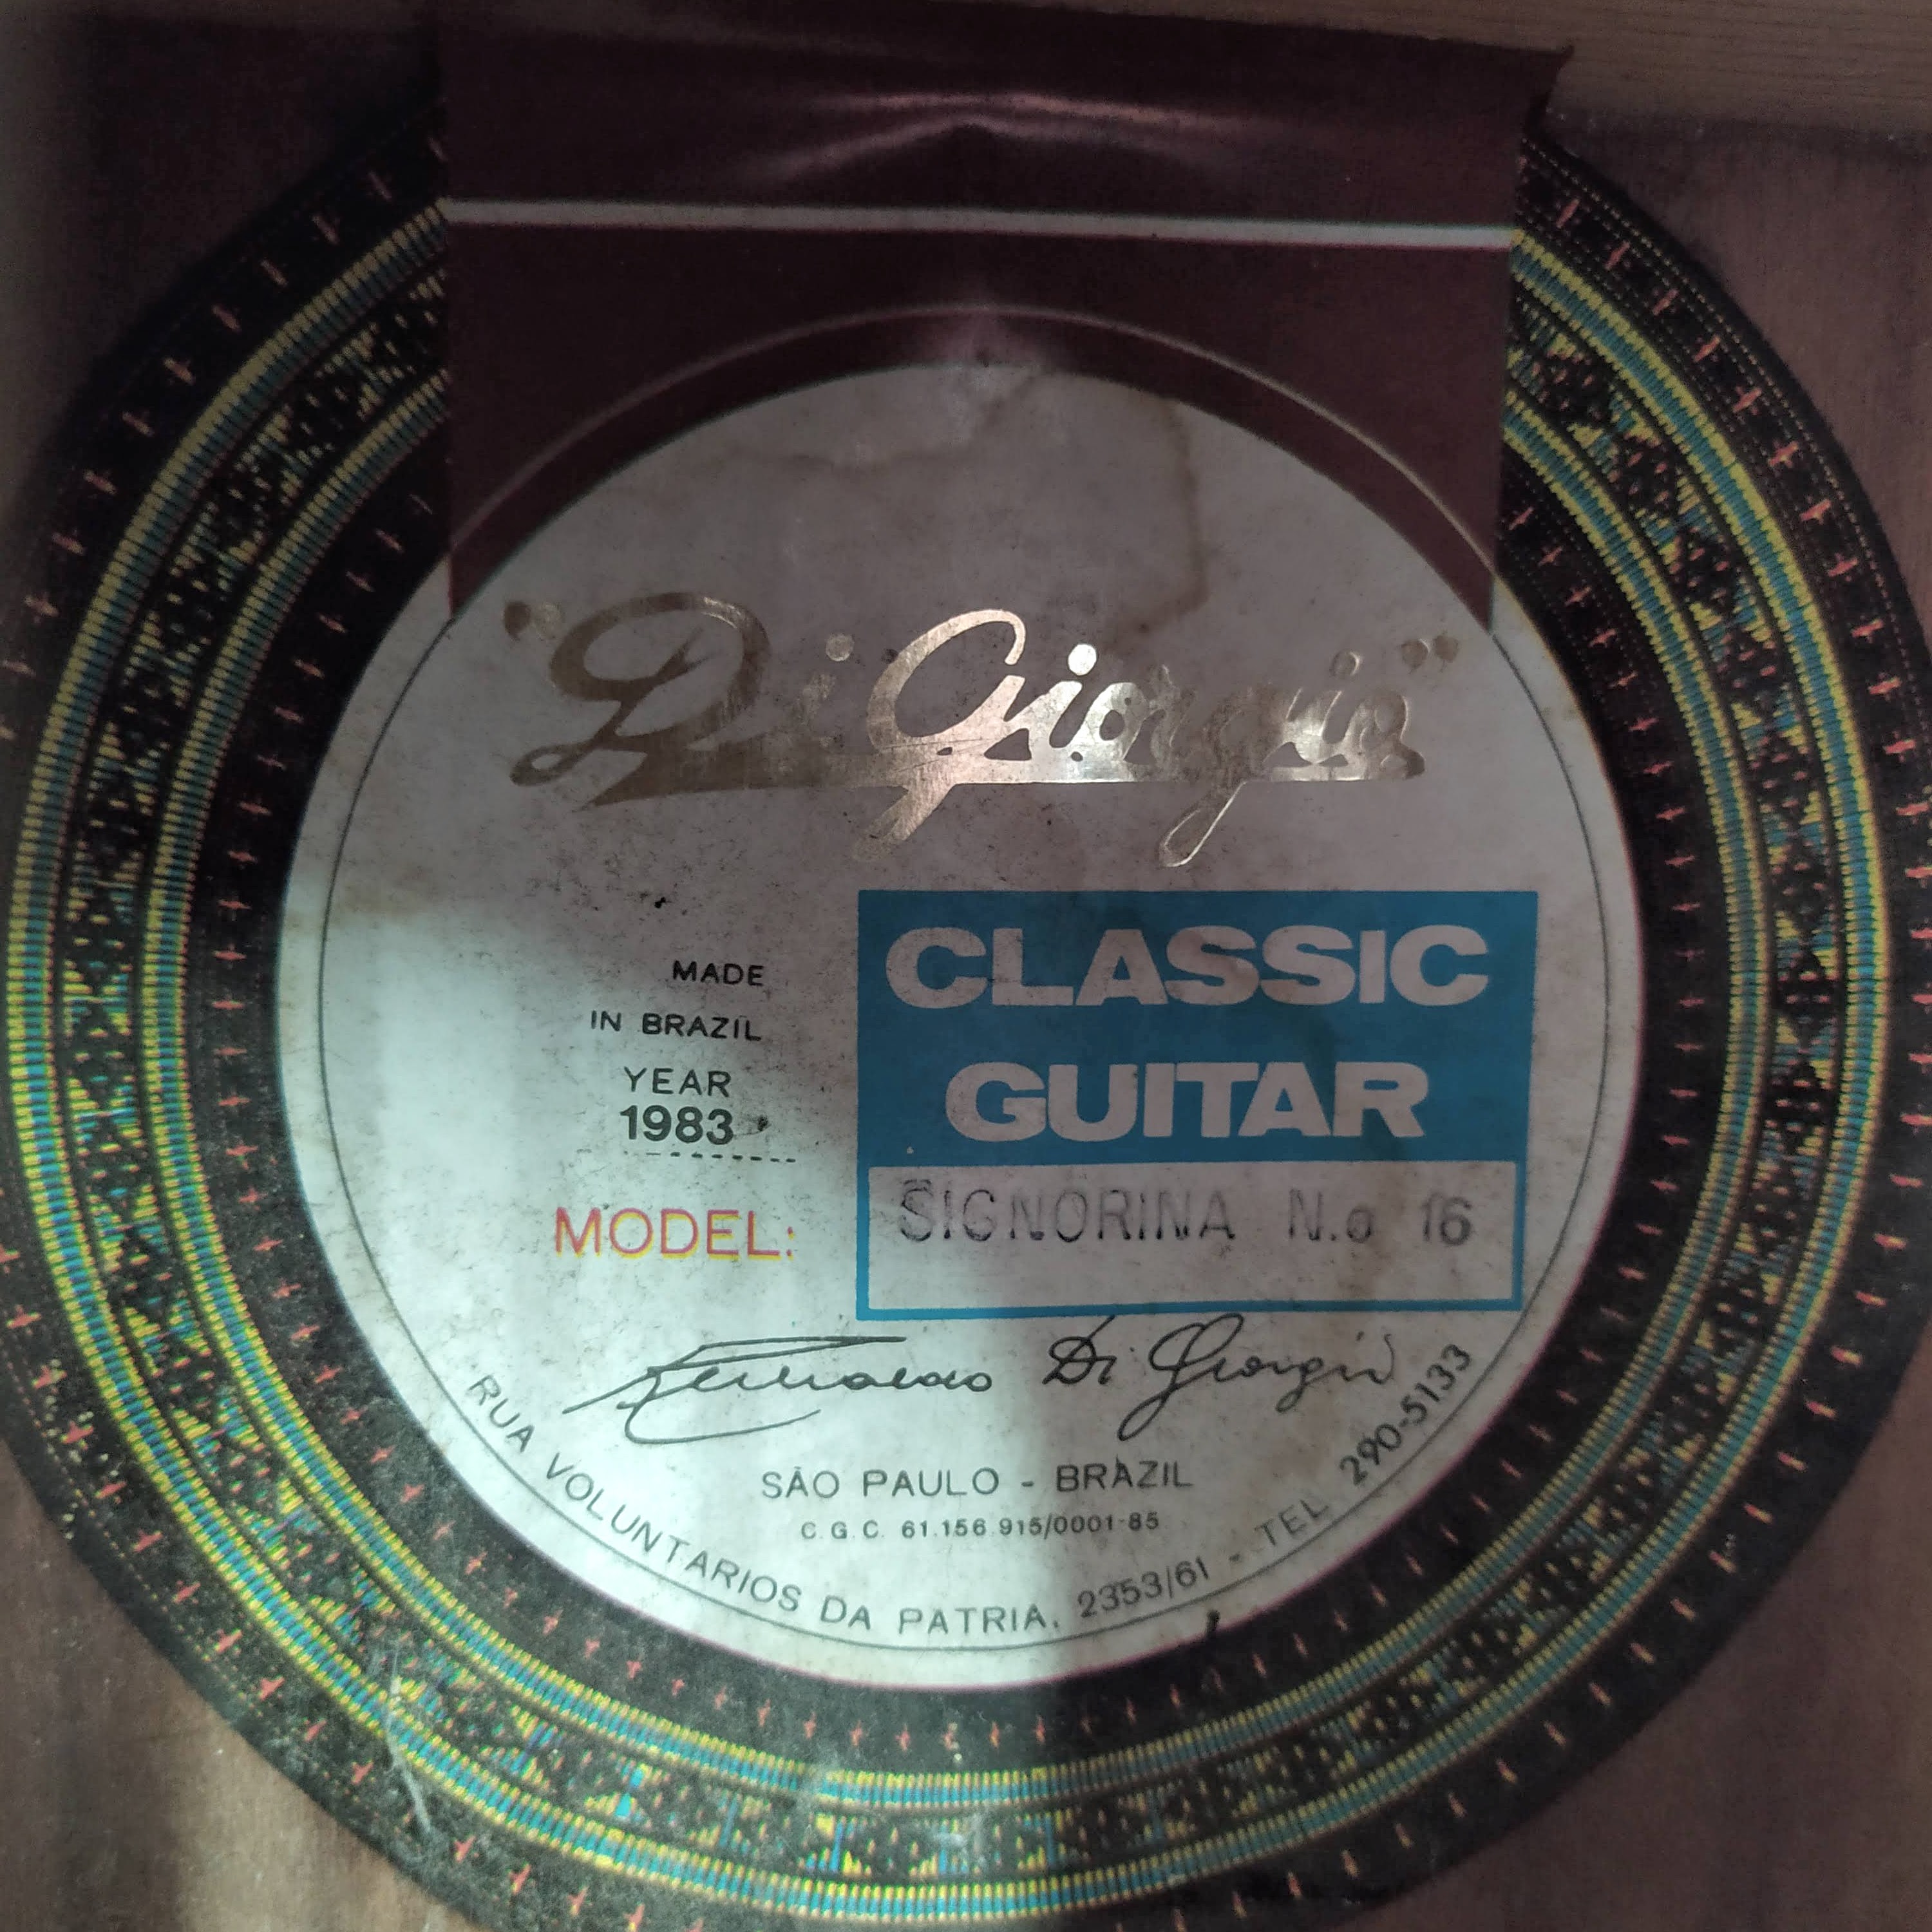 "Di Giorgio"
CLASSIC
GUITAR
MADE
IN BRAZIL
YEAR
1983
MODEL:
SIGNORINA N.o 16
Di Giorgio
SÃO PAULO - BRAZIL
C.G.C. 61.156.915/0001-85
RUA VOLUNTARIOS DA PATRIA, 2353/61 - TEL 290-5133